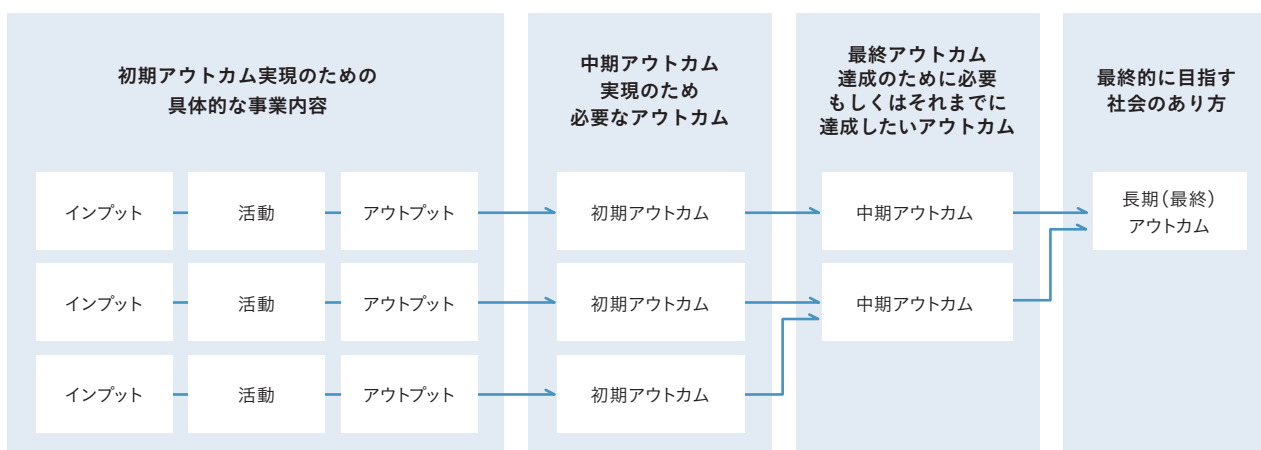 初期アウトカム実現のための
具体的な事業内容
中期アウトカム
実現のため
必要なアウトカム
最終アウトカム
達成のために必要
もしくはそれまでに
達成したいアウトカム
最終的に目指す
社会のあり方
インプット
活動
アウトプット
初期アウトカム
中期アウトカム
長期(最終)
アウトカム
インプット
活動
アウトプット
初期アウトカム
中期アウトカム
インプット
活動
アウトプット
初期アウトカム